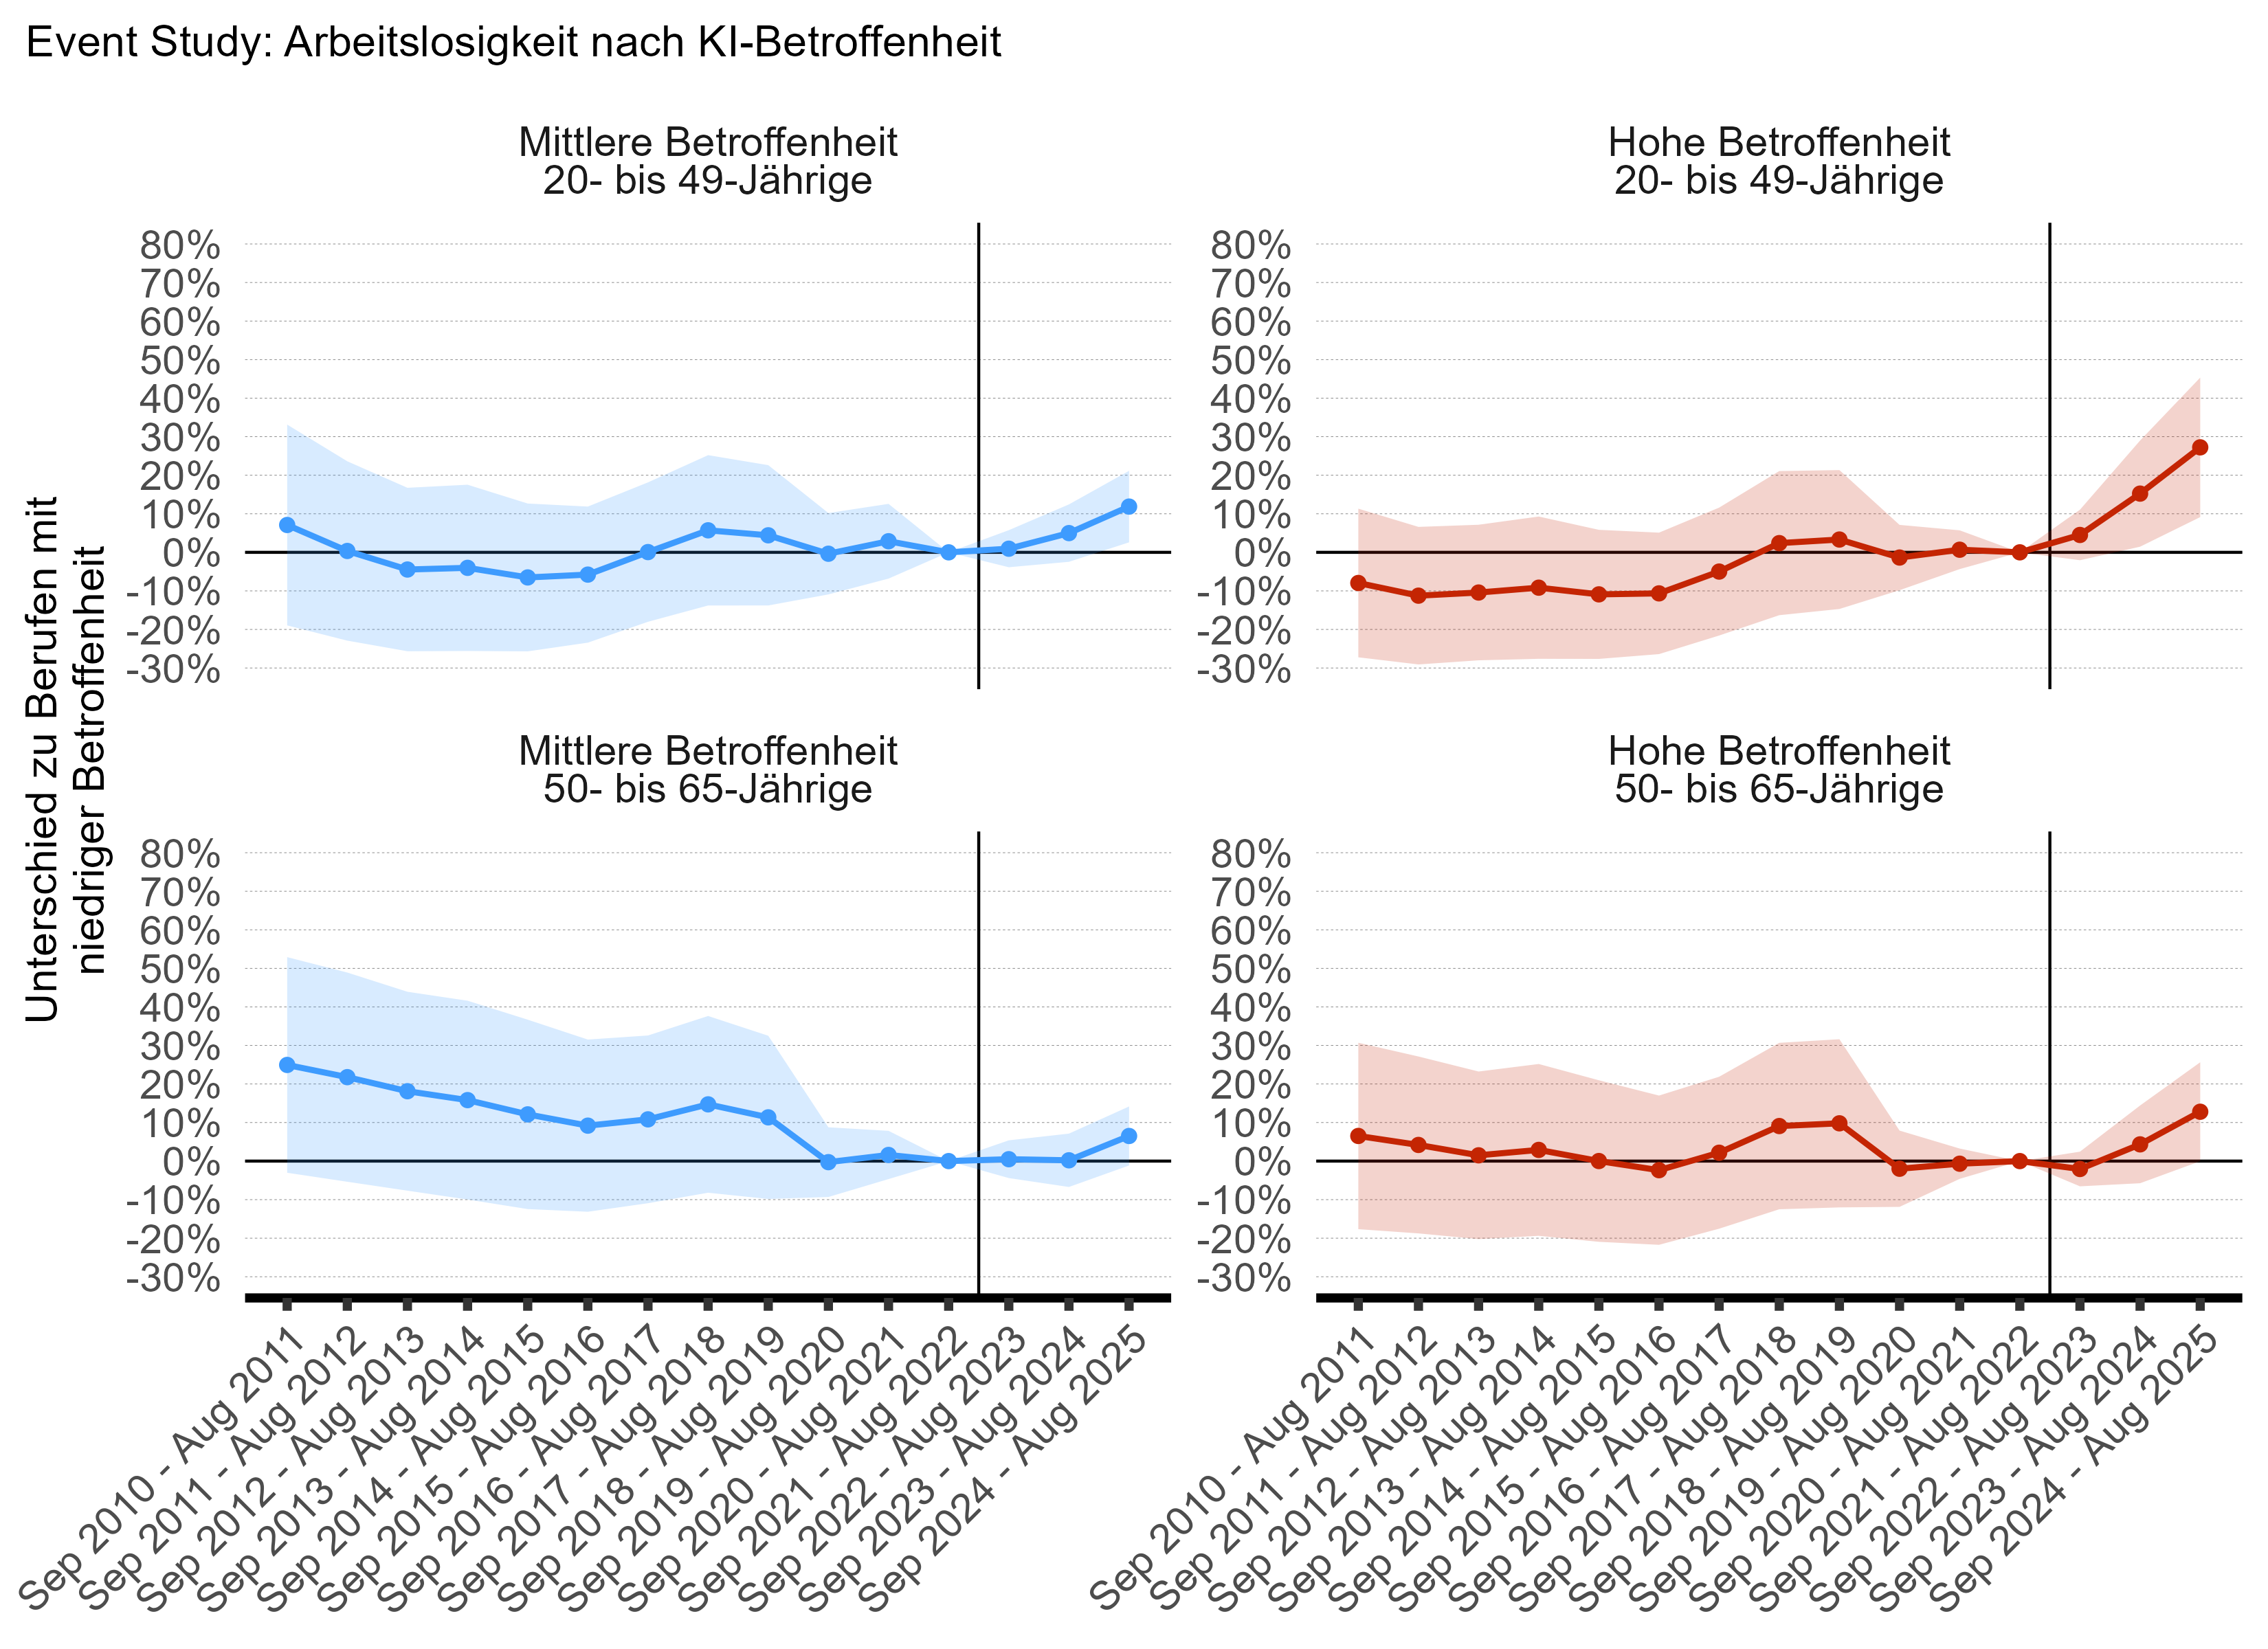 Event Study: Arbeitslosigkeit nach KI-Betroffenheit
Unterschied zu Berufen mit
niedriger Betroffenheit
Mittlere Betroffenheit
20- bis 49-Jährige
80%
70%
60%
50%
40%
30%
20%
10%
0%
-10%
-20%
-30%
Hohe Betroffenheit
20- bis 49-Jährige
80%
70%
60%
50%
40%
30%
20%
10%
0%
-10%
-20%
-30%
Mittlere Betroffenheit
50- bis 65-Jährige
80%
70%
60%
50%
40%
30%
20%
10%
0%
-10%
-20%
-30%
Sep 2010 - Aug 2011
Sep 2011 - Aug 2012
Sep 2012 - Aug 2013
Sep 2013 - Aug 2014
Sep 2014 - Aug 2015
Sep 2015 - Aug 2016
Sep 2016 - Aug 2017
Sep 2017 - Aug 2018
Sep 2018 - Aug 2019
Sep 2019 - Aug 2020
Sep 2020 - Aug 2021
Sep 2021 - Aug 2022
Sep 2022 - Aug 2023
Sep 2023 - Aug 2024
Sep 2024 - Aug 2025
Hohe Betroffenheit
50- bis 65-Jährige
80%
70%
60%
50%
40%
30%
20%
10%
0%
-10%
-20%
-30%
Sep 2010 - Aug 2011
Sep 2011 - Aug 2012
Sep 2012 - Aug 2013
Sep 2013 - Aug 2014
Sep 2014 - Aug 2015
Sep 2015 - Aug 2016
Sep 2016 - Aug 2017
Sep 2017 - Aug 2018
Sep 2018 - Aug 2019
Sep 2019 - Aug 2020
Sep 2020 - Aug 2021
Sep 2021 - Aug 2022
Sep 2022 - Aug 2023
Sep 2023 - Aug 2024
Sep 2024 - Aug 2025